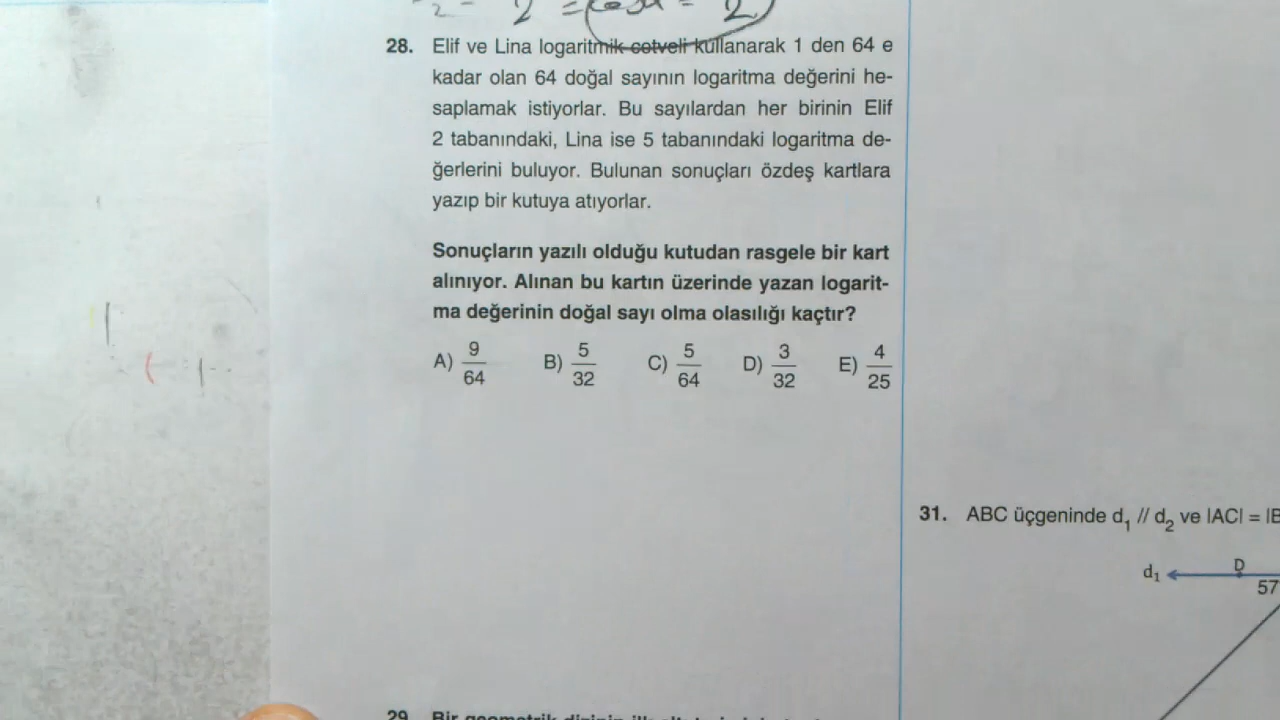 28. Elif ve Lina logaritmik cetveli kullanarak 1 den 64 e
kadar olan 64 doğal sayının logaritma değerini he-
saplamak istiyorlar. Bu sayılardan her birinin Elif
2 tabanındaki, Lina ise 5 tabanındaki logaritma de-
ğerlerini buluyor. Bulunan sonuçları özdeş kartlara
yazıp bir kutuya atıyorlar.
Sonuçların yazılı olduğu kutudan rasgele bir kart
alınıyor. Alınan bu kartın üzerinde yazan logarit-
ma değerinin doğal sayı olma olasılığı kaçtır?
A) 9/64 B) 5/32 C) 5/64 D) 3/32 E) 4/25
31. ABC üçgeninde d₁ // d₂ ve |AC| =
d₁ D
57
29 Bir